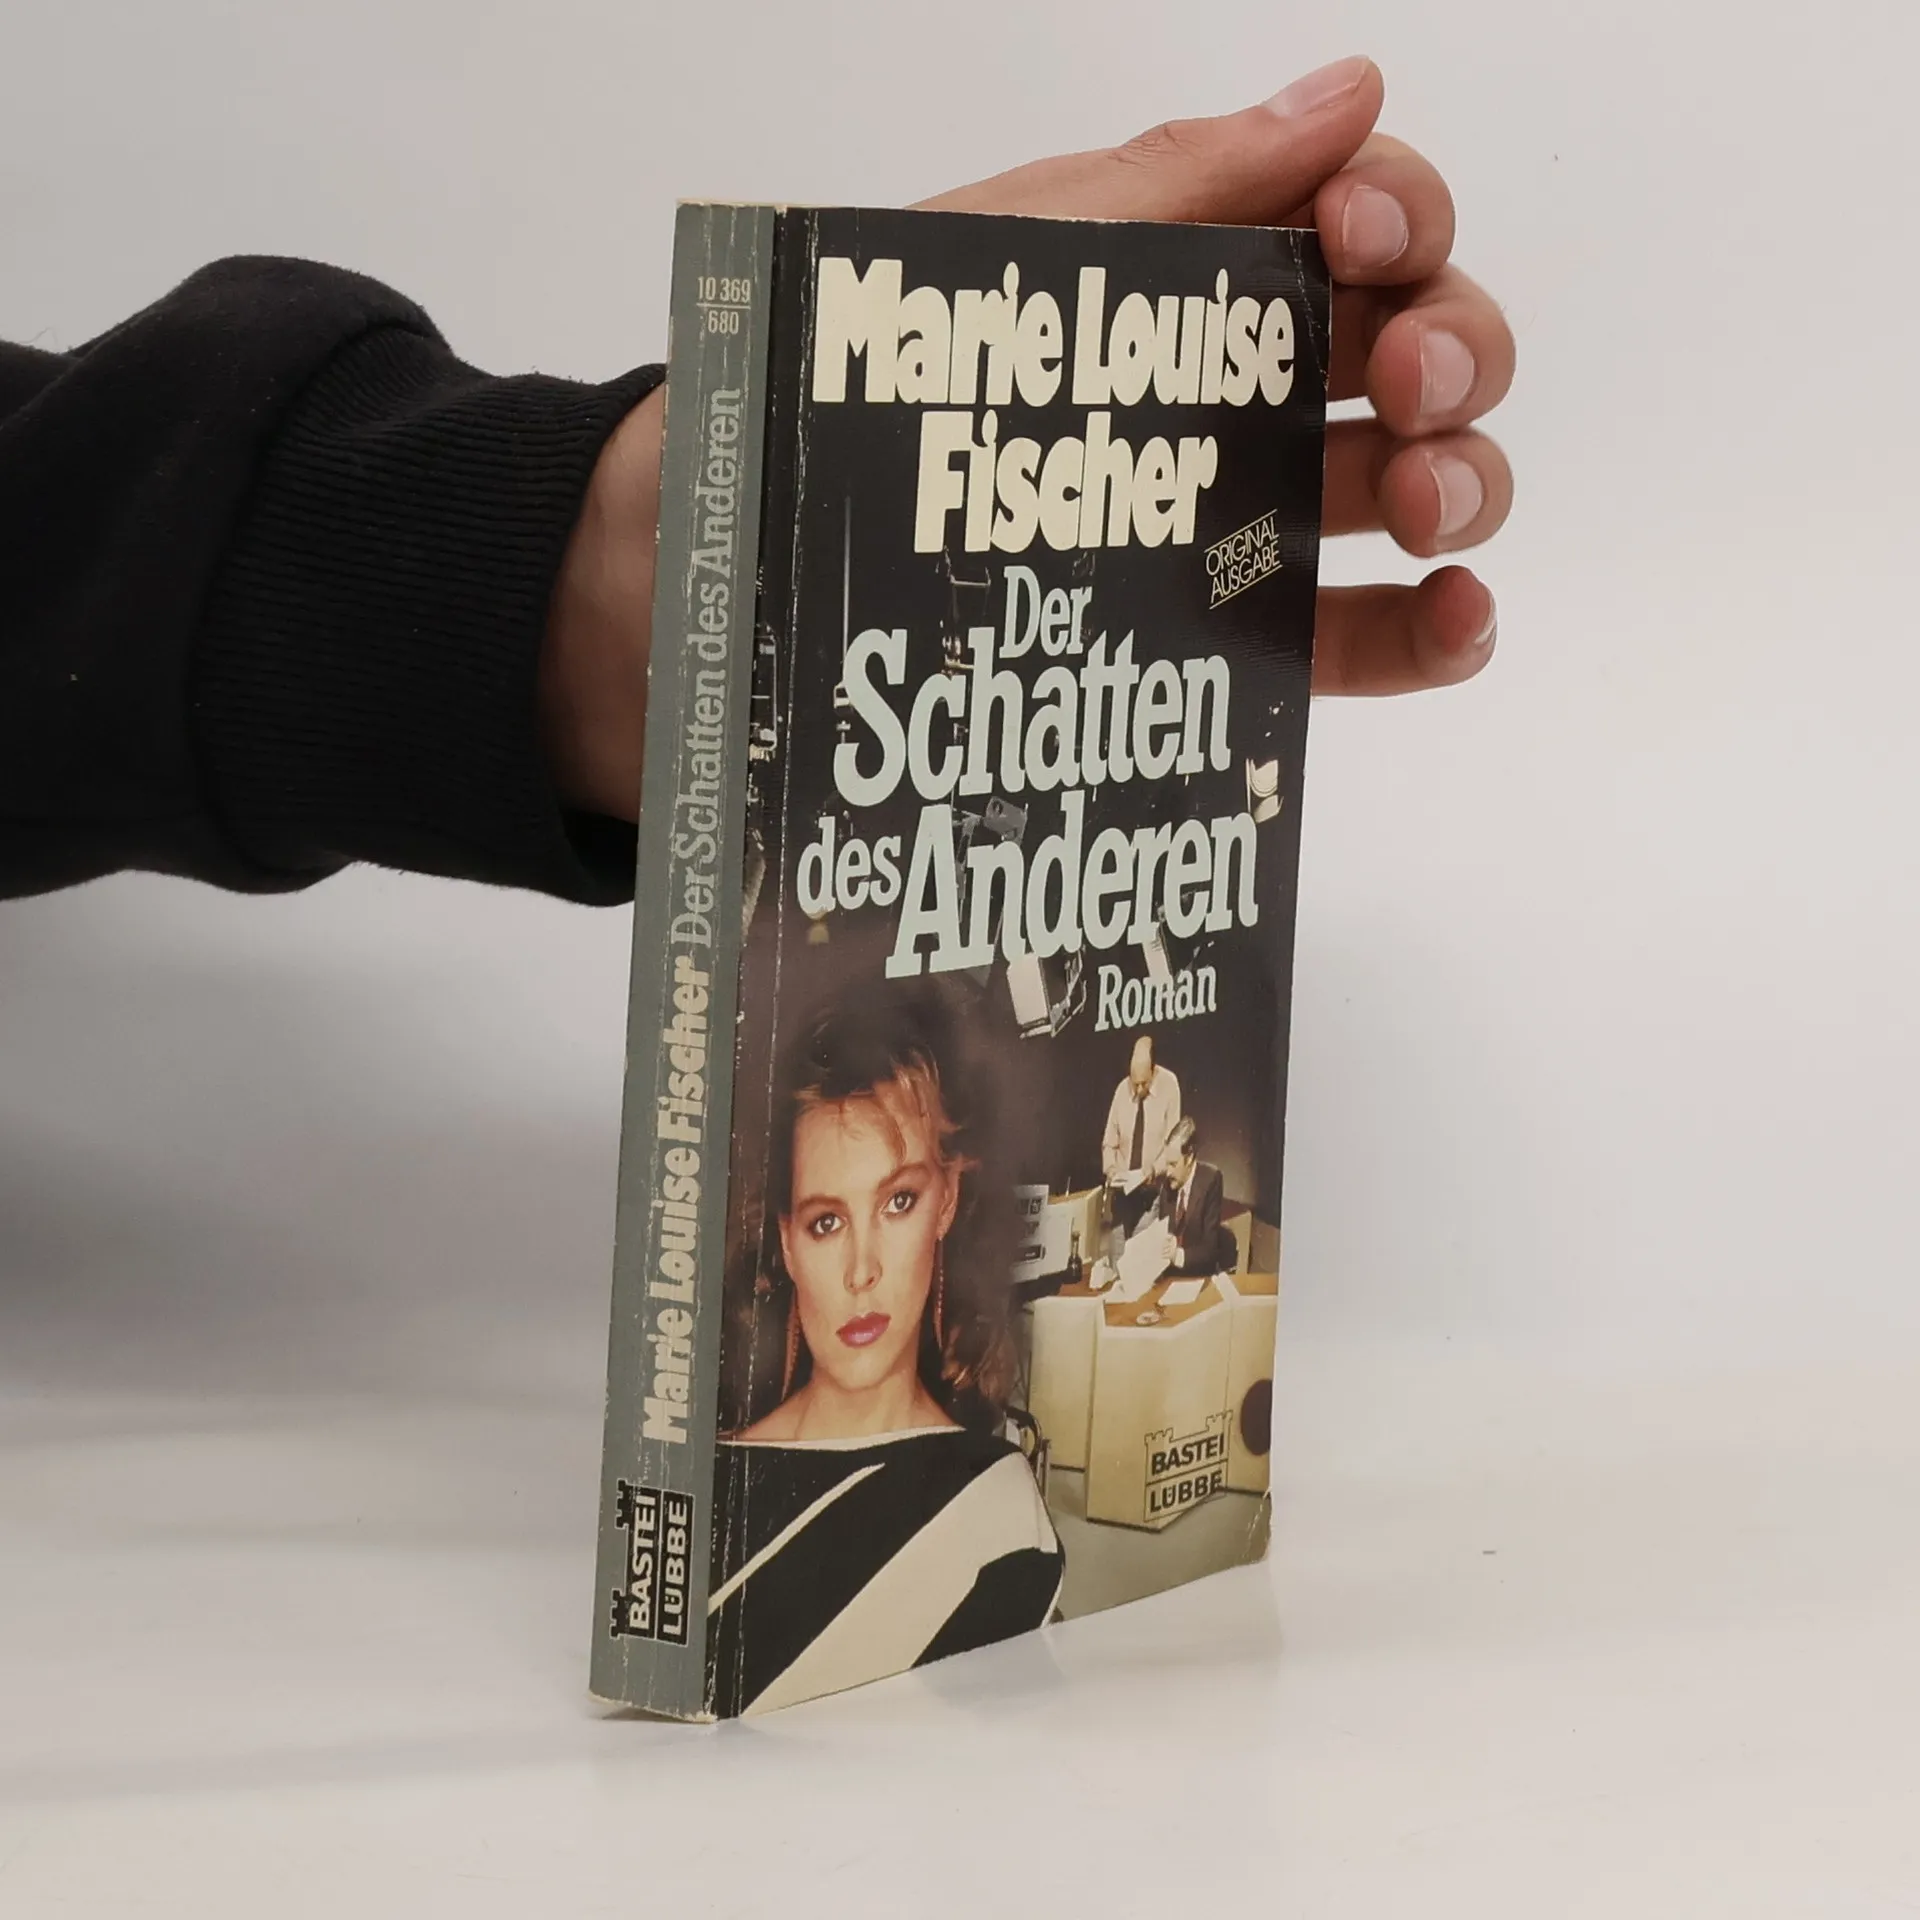 10 369
680
Marie Louise Fischer Der Schatten des Anderen
BASTEI
LÜBBE
Marie Louise
Fischer
ORIGINAL
AUSGABE
Der
Schatten
des Anderen
Roman
BASTEI
LÜBBE